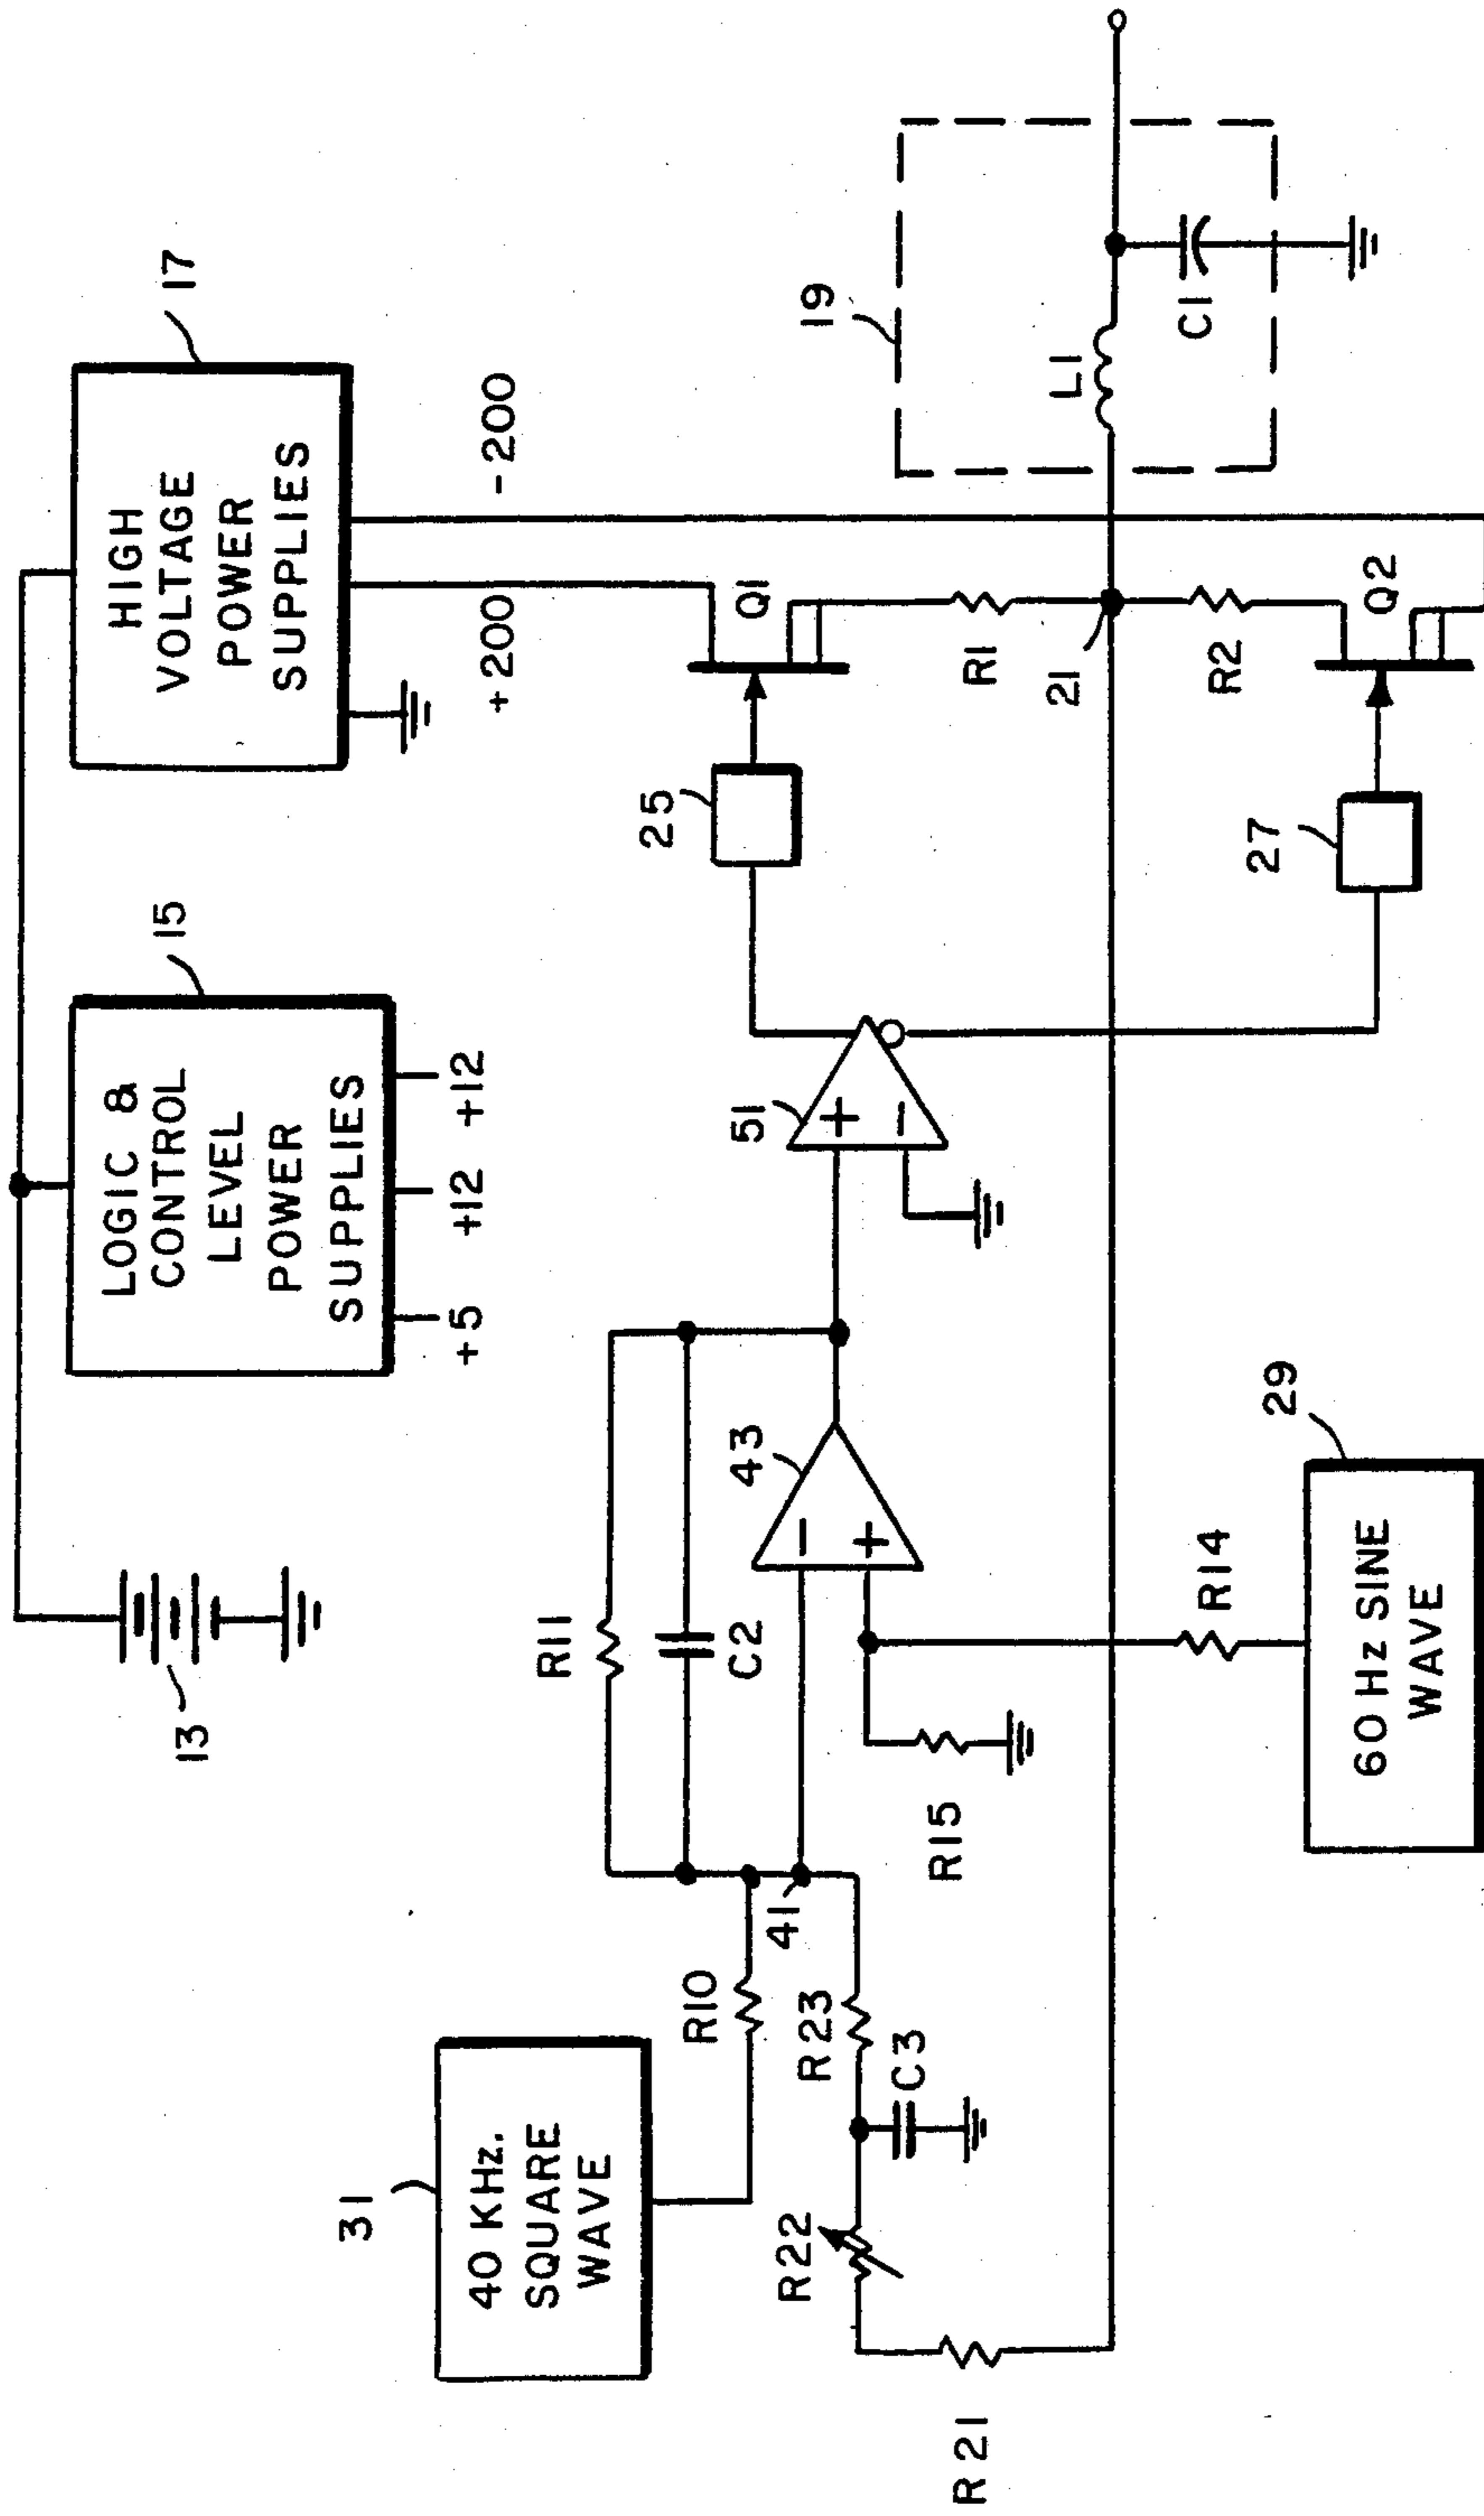 13
LOGIC &
CONTROL
LEVEL
POWER
SUPPLIES
15
+5
+12
+12
HIGH
VOLTAGE
POWER
SUPPLIES
17
+200
-200
31
40 KHz.
SQUARE
WAVE
R10
R11
C2
41
43
−
+
51
+
−
25
Q1
R1
21
R2
Q2
27
19
L1
C1
R21
R22
R23
C3
R15
R14
29
60 Hz SINE
WAVE